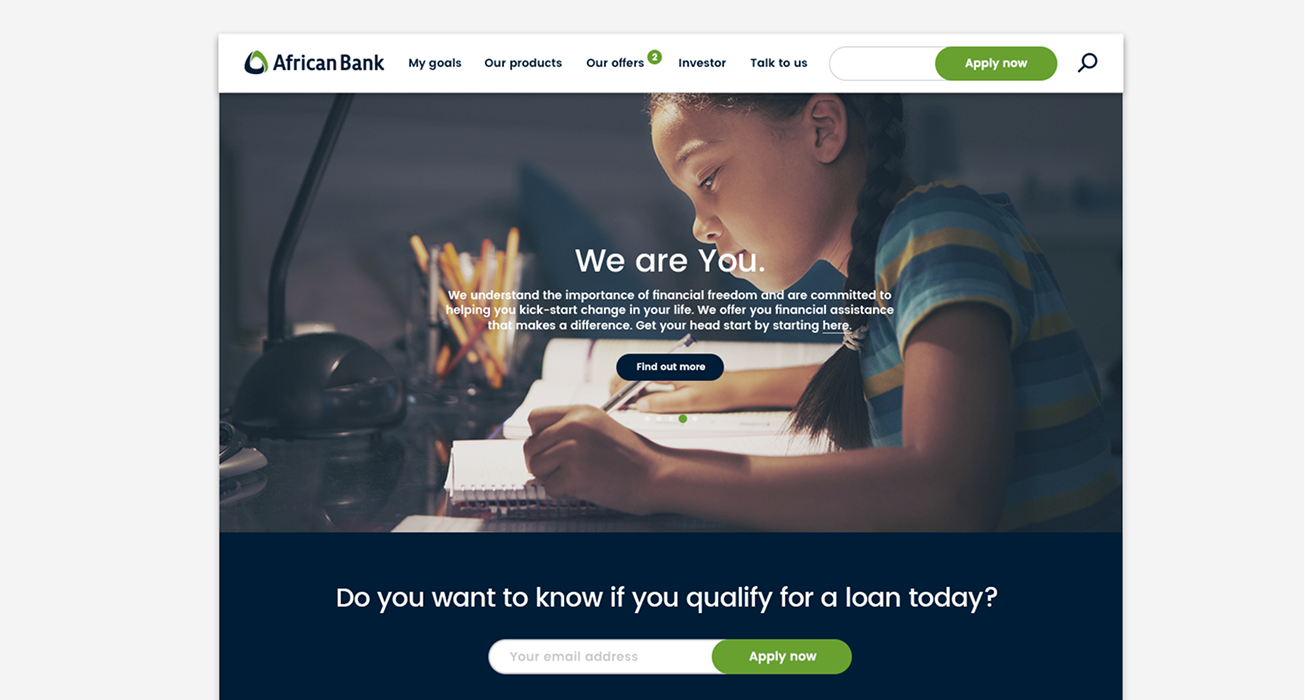 African Bank
My goals
Our products
Our offers 2
Investor
Talk to us
Apply now
We are You.
We understand the importance of financial freedom and are committed to
helping you kick-start change in your life. We offer you financial assistance
that makes a difference. Get your head start by starting here.
Find out more
Do you want to know if you qualify for a loan today?
Your email address
Apply now